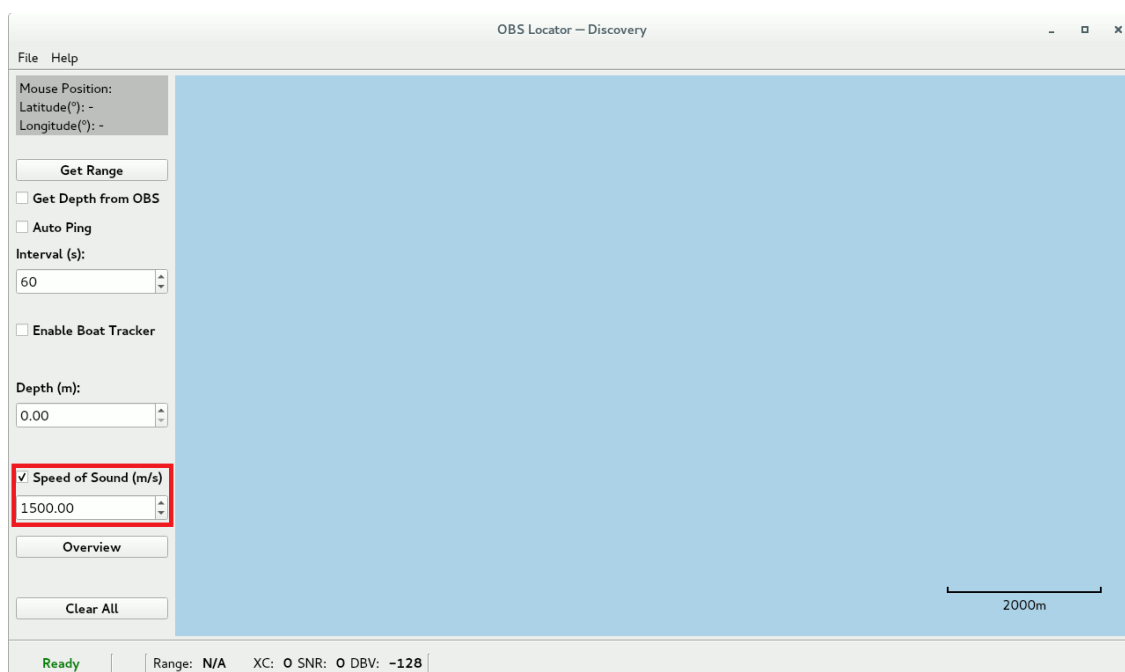 OBS Locator — Discovery
File Help
Mouse Position:
Latitude(°): -
Longitude(°): -
Get Range
Get Depth from OBS
Auto Ping
Interval (s):
60
Enable Boat Tracker
Depth (m):
0.00
Speed of Sound (m/s)
1500.00
Overview
2000m
Clear All
Ready Range: N/A XC: 0 SNR: 0 DBV: -128